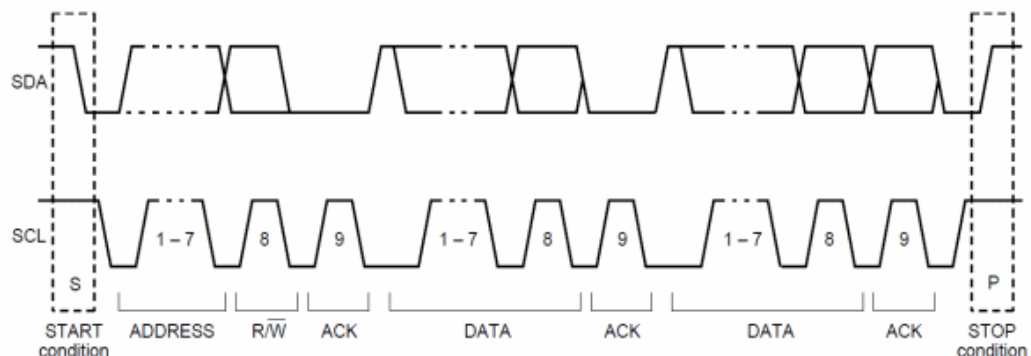 SDA
SCL
1 – 7 8 9 1 – 7 8 9 1 – 7 8 9
S P
START condition ADDRESS R/W̅ ACK DATA ACK DATA ACK STOP condition